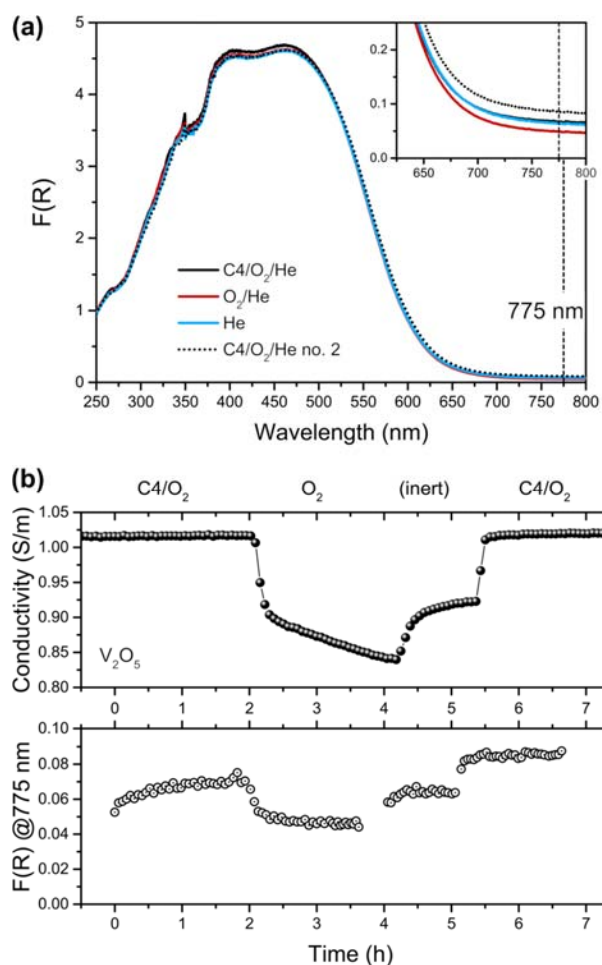 (a)
5
4
3
2
1
0
F(R)
250 300 350 400 450 500 550 600 650 700 750 800
Wavelength (nm)
C4/O₂/He
O₂/He
He
C4/O₂/He no. 2
0.2
0.1
0.0
650 700 750 800
775 nm
(b)
C4/O₂ O₂ (inert) C4/O₂
1.05
1.00
0.95
0.90
0.85
0.80
Conductivity (S/m)
V₂O₅
0 1 2 3 4 5 6 7
0.10
0.08
0.06
0.04
0.02
0.00
F(R) @775 nm
0 1 2 3 4 5 6 7
Time (h)